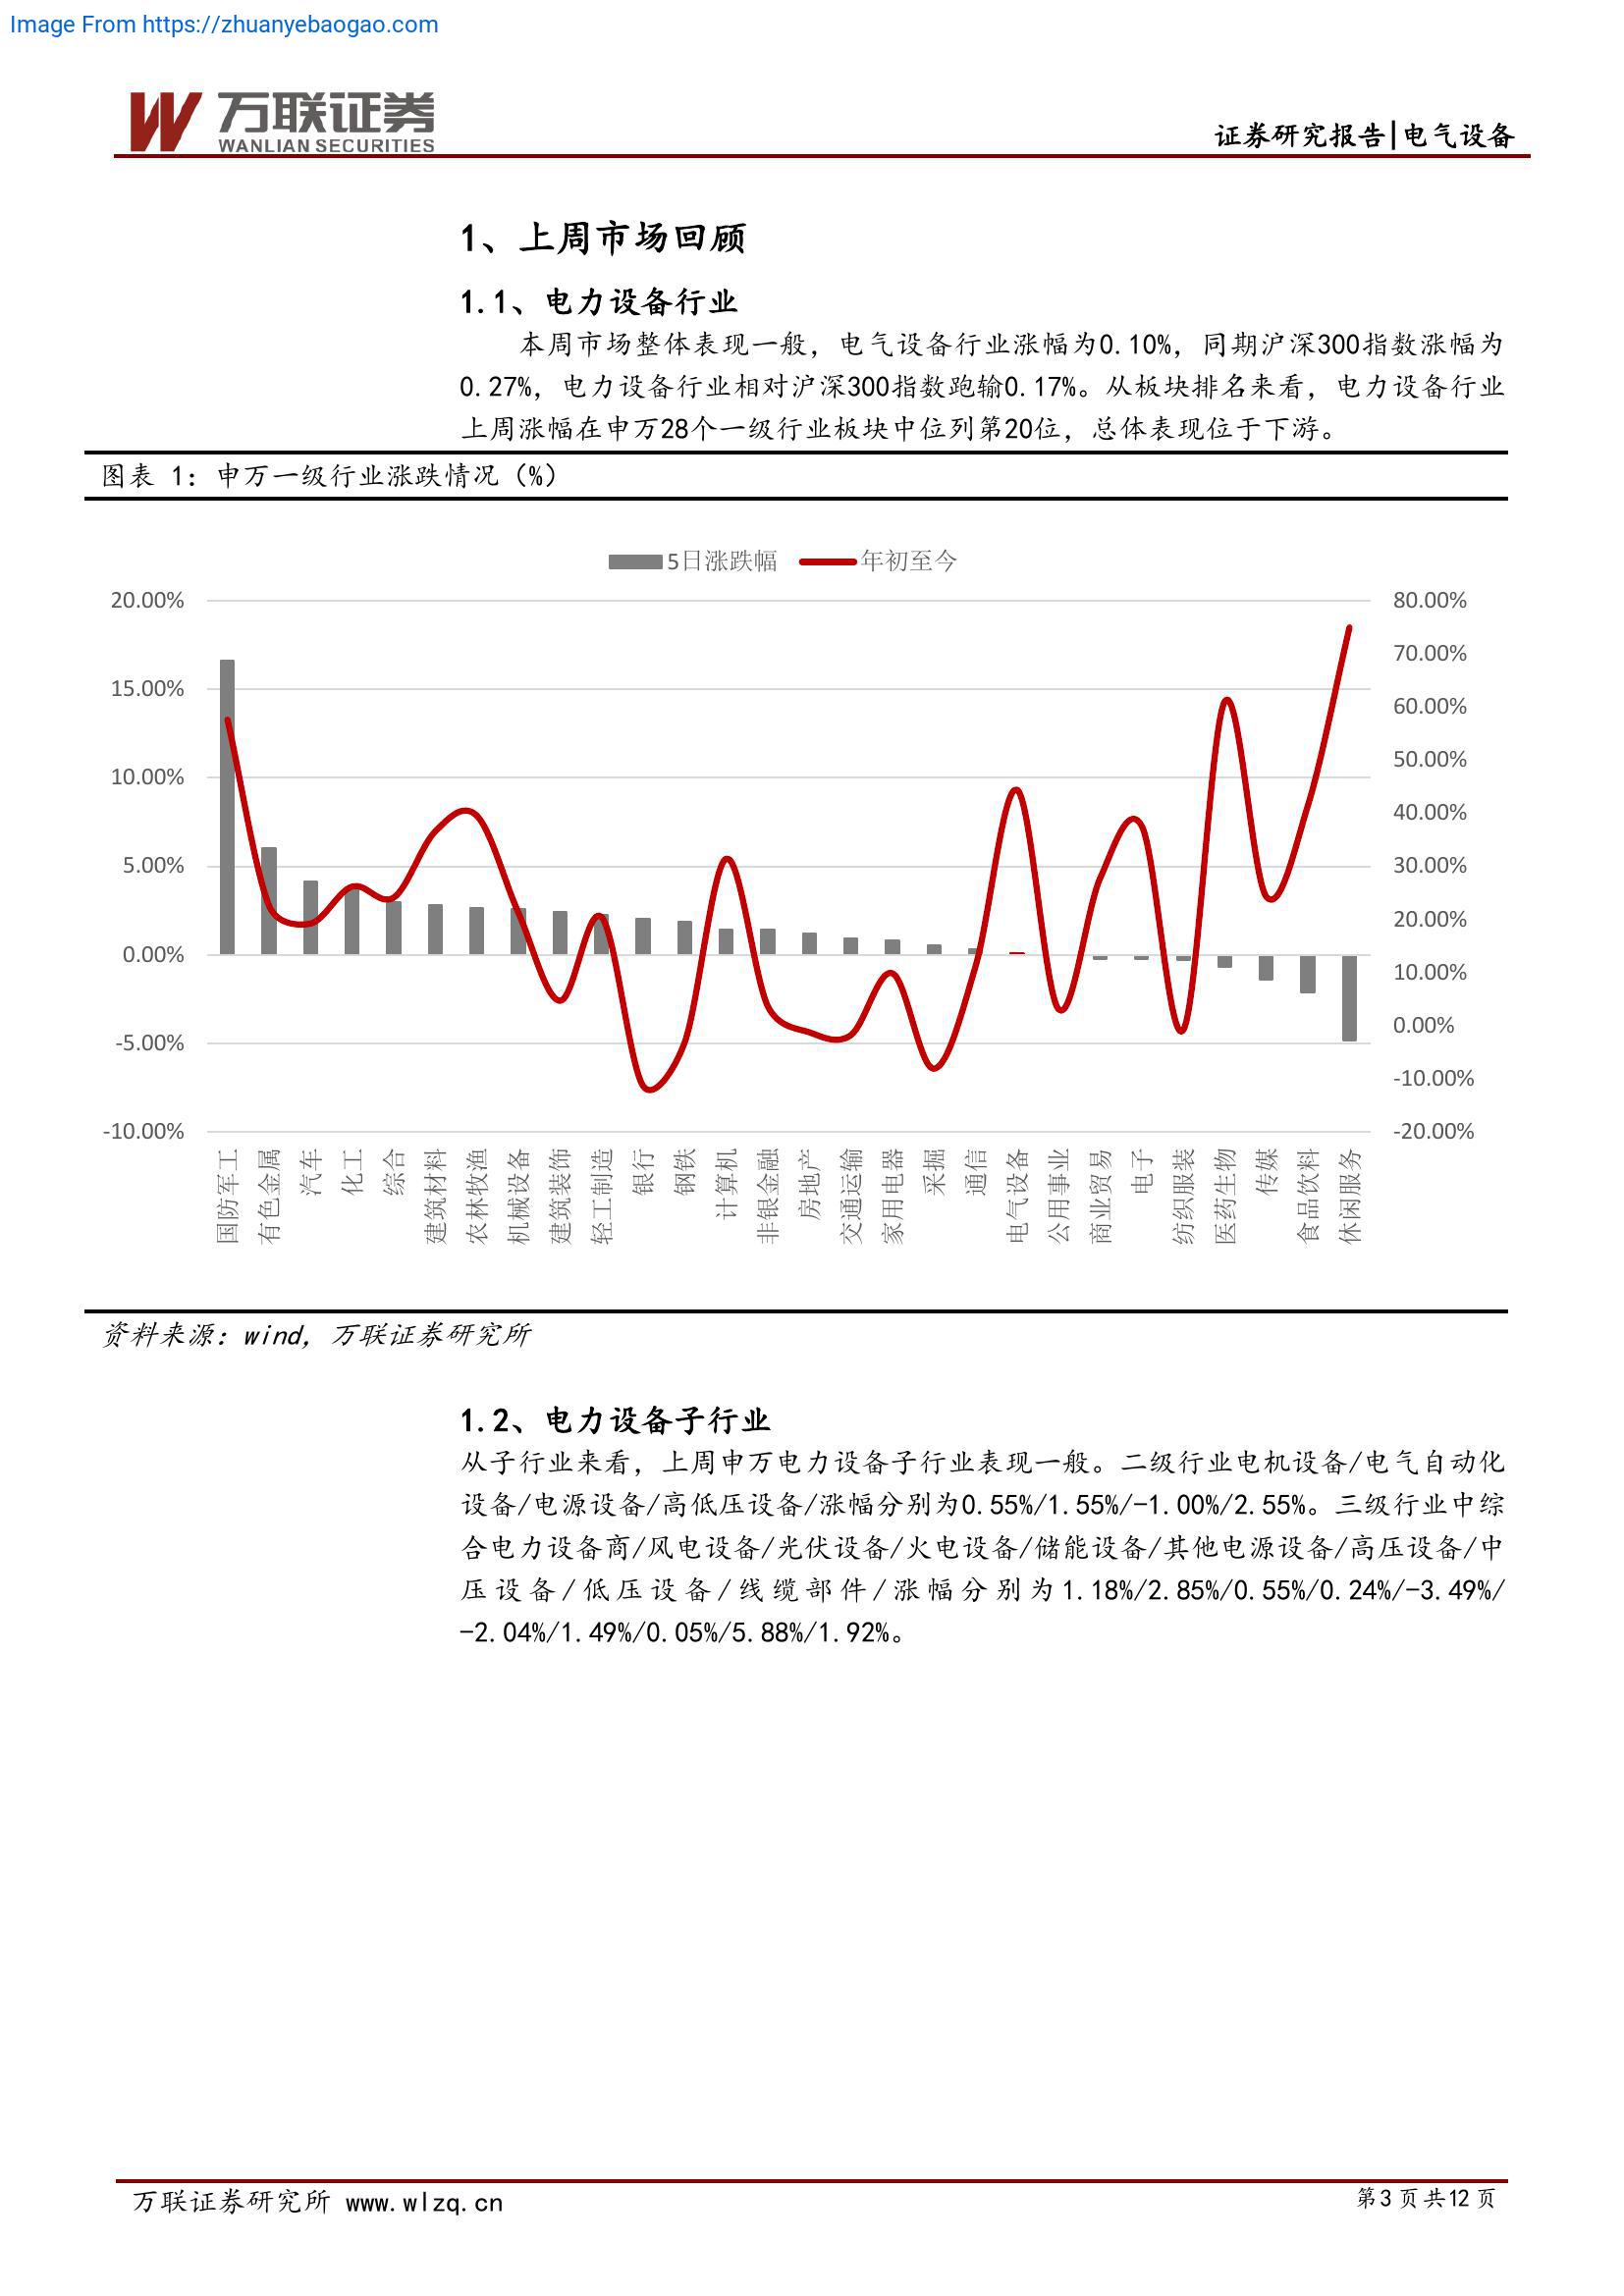 Image From https://zhuanyebaogao.com
万联证券
WANLIAN SECURITIES
证券研究报告|电气设备
1、上周市场回顾
1.1、电力设备行业
本周市场整体表现一般，电气设备行业涨幅为0.10%，同期沪深300指数涨幅为
0.27%，电力设备行业相对沪深300指数跑输0.17%。从板块排名来看，电力设备行业
上周涨幅在申万28个一级行业板块中位列第20位，总体表现位于下游。
图表 1：申万一级行业涨跌情况（%）
5日涨跌幅 年初至今
20.00%
15.00%
10.00%
5.00%
0.00%
-5.00%
-10.00%
80.00%
70.00%
60.00%
50.00%
40.00%
30.00%
20.00%
10.00%
0.00%
-10.00%
-20.00%
国防军工
有色金属
汽车
化工
综合
建筑材料
农林牧渔
机械设备
建筑装饰
轻工制造
银行
钢铁
计算机
非银金融
房地产
交通运输
家用电器
采掘
通信
电气设备
公用事业
商业贸易
电子
纺织服装
医药生物
传媒
食品饮料
休闲服务
资料来源：wind，万联证券研究所
1.2、电力设备子行业
从子行业来看，上周申万电力设备子行业表现一般。二级行业电机设备/电气自动化
设备/电源设备/高低压设备/涨幅分别为0.55%/1.55%/-1.00%/2.55%。三级行业中综
合电力设备商/风电设备/光伏设备/火电设备/储能设备/其他电源设备/高压设备/中
压设备/低压设备/线缆部件/涨幅分别为1.18%/2.85%/0.55%/0.24%/-3.49%/
-2.04%/1.49%/0.05%/5.88%/1.92%。
万联证券研究所 www.wlzq.cn
第3页共12页